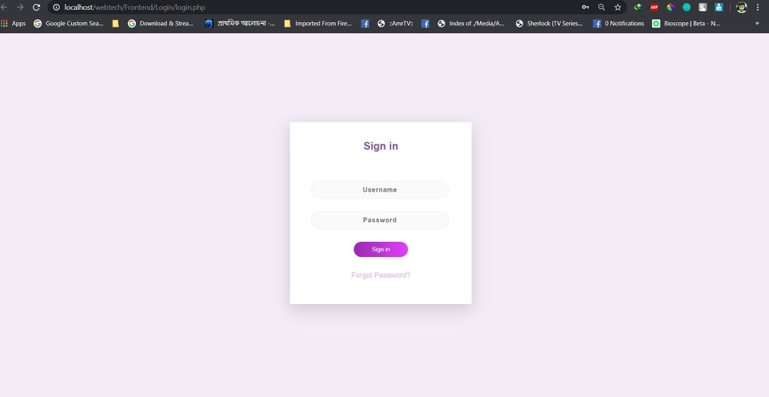 localhost/webtech/Frontend/Login/login.php
Apps Google Custom Sea... Download & Strea... প্রাথমিক আলোচনা -... Imported From Fire... ::AmrTV:: Index of ./Media/A... Sherlock (TV Series... 0 Notifications Bioscope | Beta - N... »
Sign in
Username
Password
Sign in
Forgot Password?